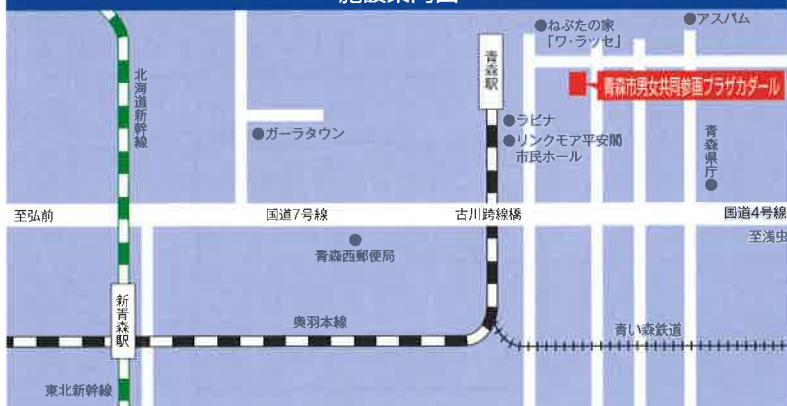 ねぶたの家
「ワ・ラッセ」
アスパム
青森駅
青森市男女共同参画プラザカダール
北海道新幹線
ガーラタウン
ラビナ
リンクモア平安閣
市民ホール
青森県庁
至弘前
国道7号線
古川跨線橋
国道4号線
至浅虫
青森西郵便局
新青森駅
奥羽本線
青い森鉄道
東北新幹線